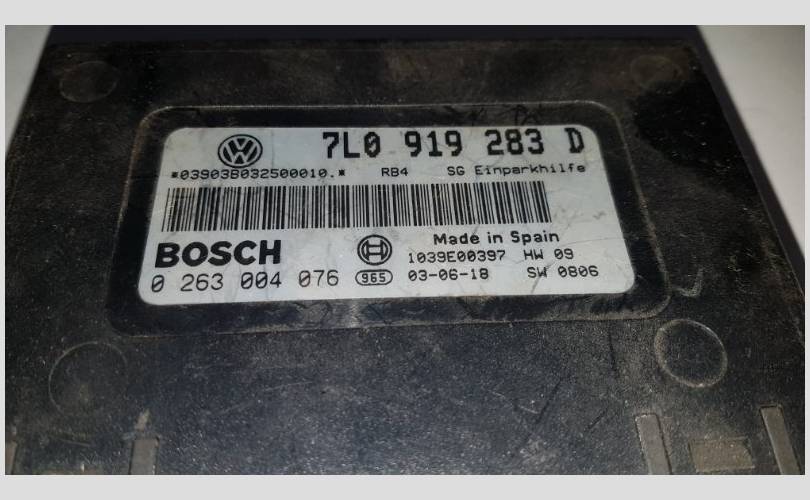 7L0 919 283 D
*03903B032500010.* RB4 SG Einparkhilfe
BOSCH
Made in Spain
1039E00397 HW 09
0 263 004 076 965 03-06-18 SW 0806